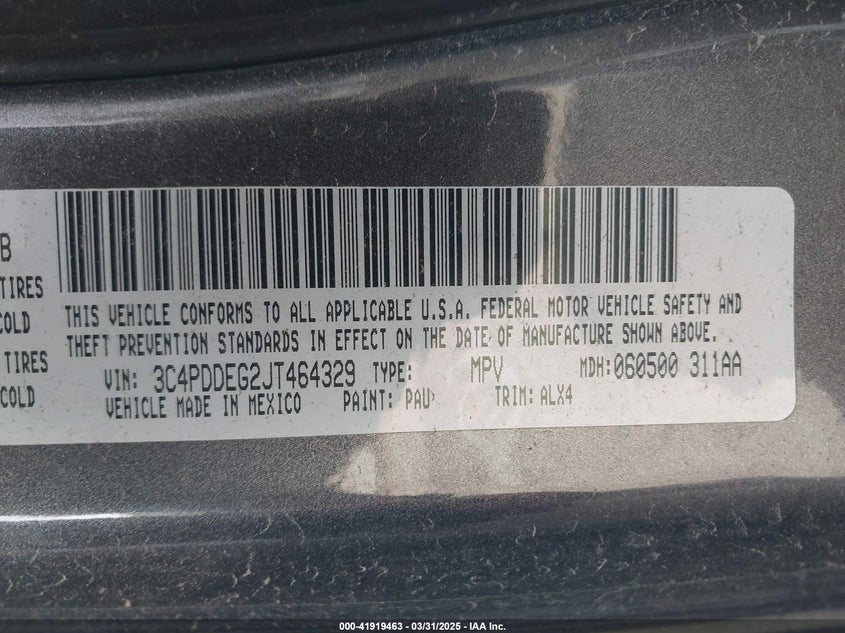 B
TIRES
COLD
TIRES
COLD
THIS VEHICLE CONFORMS TO ALL APPLICABLE U.S.A. FEDERAL MOTOR VEHICLE SAFETY AND
THEFT PREVENTION STANDARDS IN EFFECT ON THE DATE OF MANUFACTURE SHOWN ABOVE.
VIN: 3C4PDDEG2JT464329 TYPE: MPV MDH:060500 311AA
VEHICLE MADE IN MEXICO PAINT: PAU TRIM: ALX4
000-41919463 - 03/31/2025 - IAA Inc.